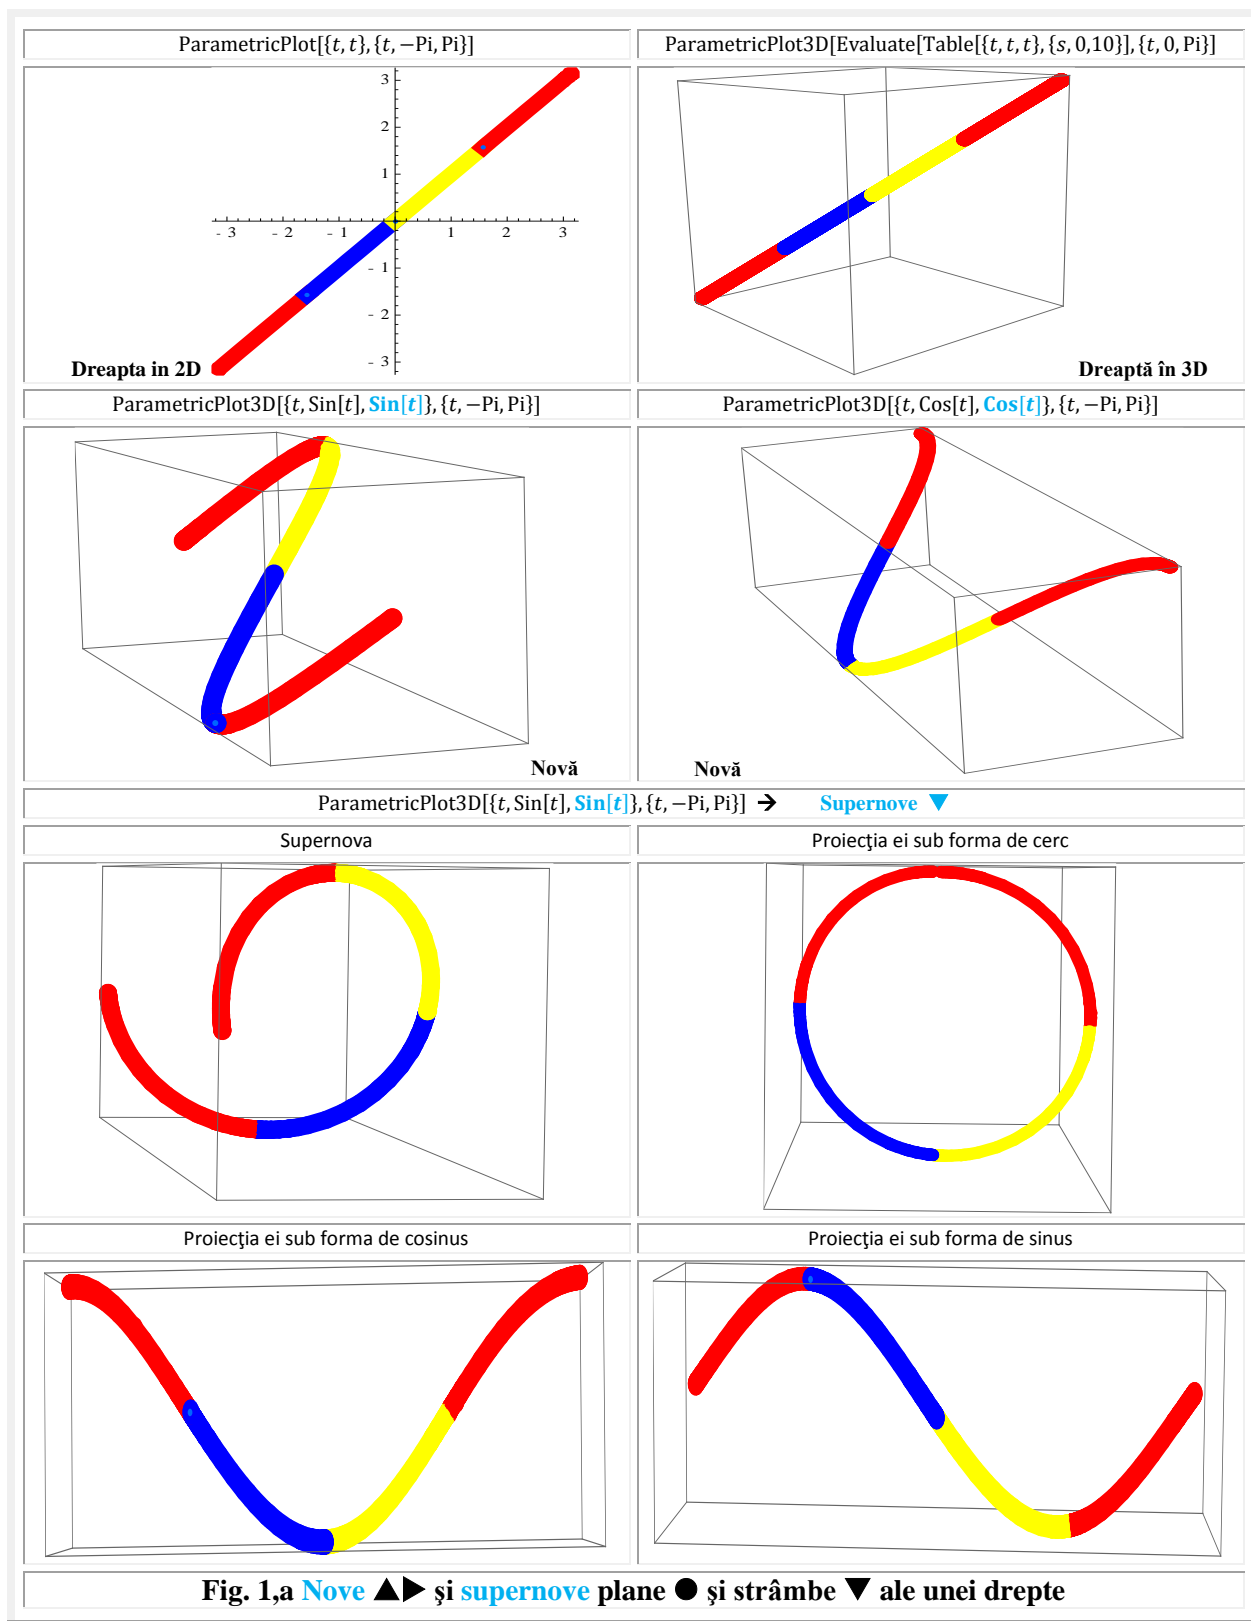 ParametricPlot[{t, t}, {t, −Pi, Pi}]
ParametricPlot3D[Evaluate[Table[{t, t, t}, {s, 0,10}], {t, 0, Pi}]
3
2
1
- 3 - 2 - 1 1 2 3
- 1
- 2
- 3
Dreapta in 2D
Dreaptă în 3D
ParametricPlot3D[{t, Sin[t], Sin[t]}, {t, −Pi, Pi}]
ParametricPlot3D[{t, Cos[t], Cos[t]}, {t, −Pi, Pi}]
Novă
Novă
ParametricPlot3D[{t, Sin[t], Sin[t]}, {t, −Pi, Pi}] → Supernove ▼
Supernova
Proiecţia ei sub forma de cerc
Proiecţia ei sub forma de cosinus
Proiecţia ei sub forma de sinus
Fig. 1,a Nove ▲▶ şi supernove plane ● şi strâmbe ▼ ale unei drepte